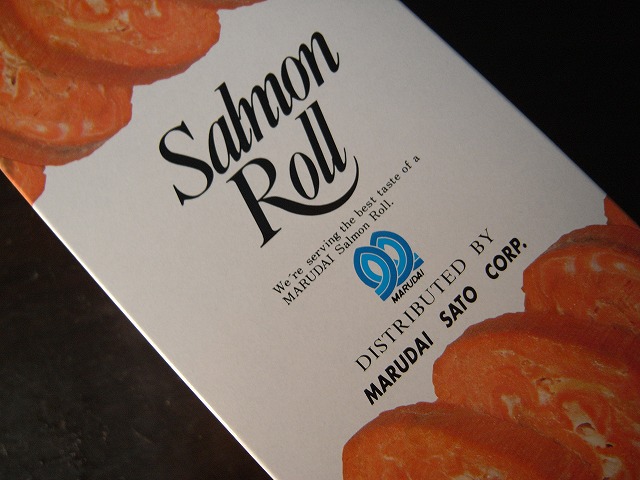 Salmon
Roll
We're serving the best taste of a
MARUDAI Salmon Roll.
MARUDAI
DISTRIBUTED BY
MARUDAI SATO CORP.